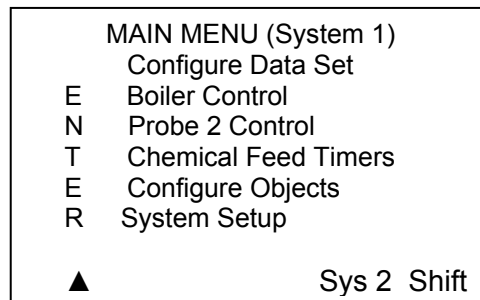 MAIN MENU (System 1)
Configure Data Set
E Boiler Control
N Probe 2 Control
T Chemical Feed Timers
E Configure Objects
R System Setup
▲ Sys 2 Shift